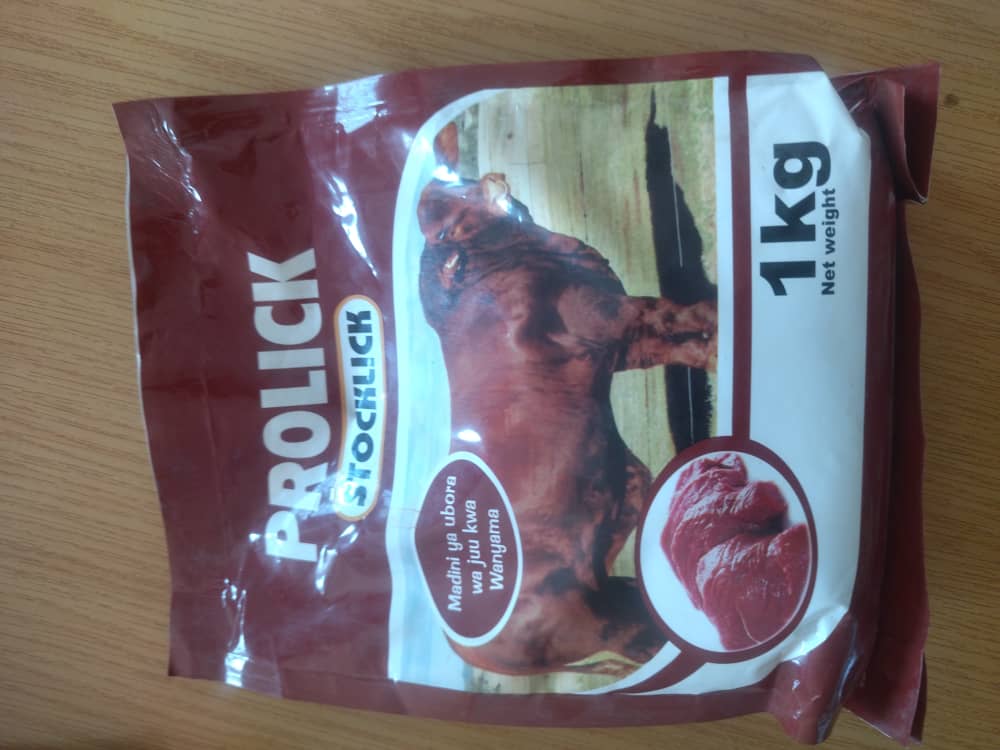 PROLICK
STOCKLICK
Madini ya ubora
wa juu kwa
Wanyama
1kg
Net weight